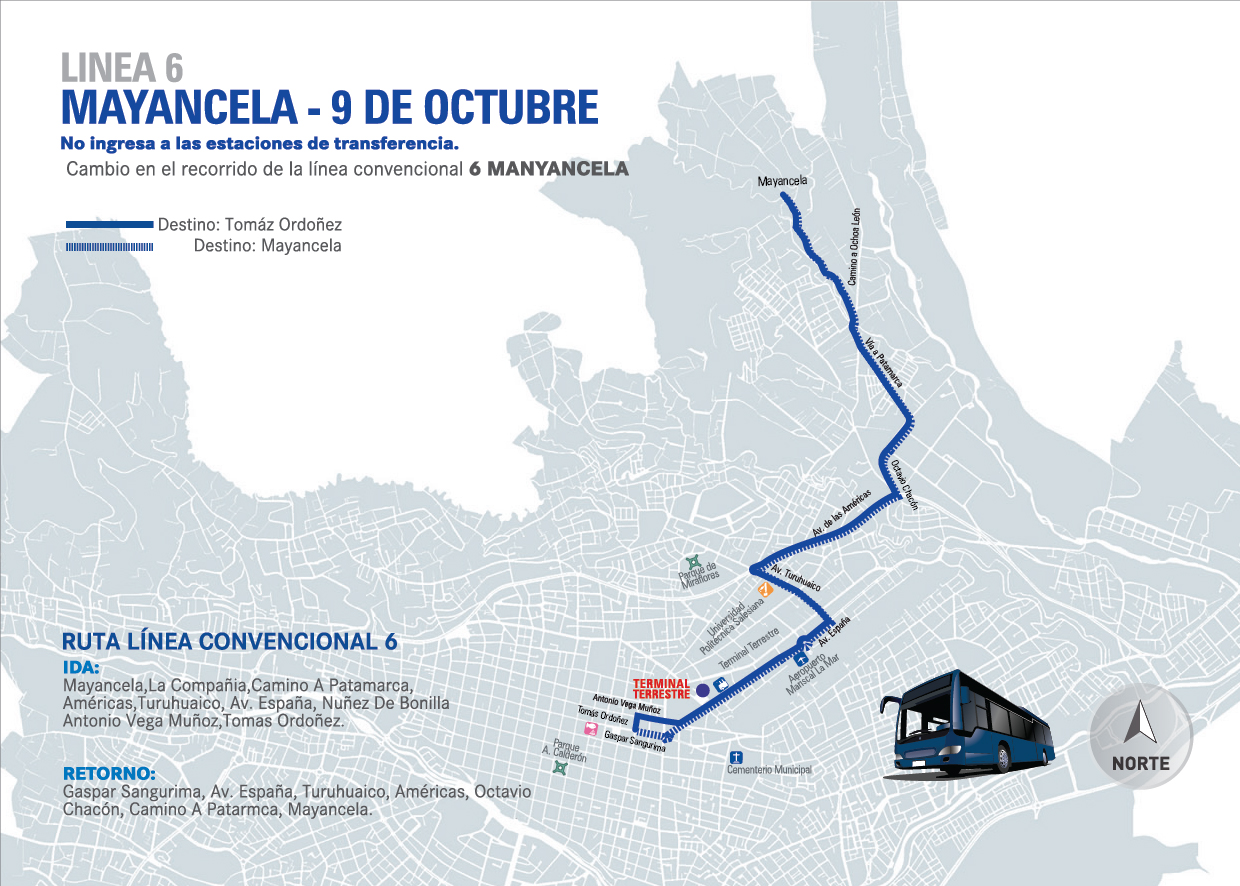 LINEA 6
MAYANCELA - 9 DE OCTUBRE
No ingresa a las estaciones de transferencia.
Cambio en el recorrido de la línea convencional 6 MANYANCELA
Destino: Tomáz Ordoñez
Destino: Mayancela
Mayancela
Camino a Ochoa León
Vía a Patamarca
Octavio Chacón
Av. de las Américas
Parque de
Miraflores
Av. Turuhuaico
Universidad
Politécnica Salesiana
Av. España
Terminal Terrestre
Aeropuerto
Mariscal La Mar
TERMINAL
TERRESTRE
Antonio Vega Muñoz
Tomás Ordoñez
Gaspar Sangurima
Parque
A. Calderón
Cementerio Municipal
RUTA LÍNEA CONVENCIONAL 6
IDA:
Mayancela,La Compañia,Camino A Patamarca,
Américas,Turuhuaico, Av. España, Nuñez De Bonilla
Antonio Vega Muñoz,Tomas Ordoñez.
RETORNO:
Gaspar Sangurima, Av. España, Turuhuaico, Américas, Octavio
Chacón, Camino A Patarmca, Mayancela.
NORTE